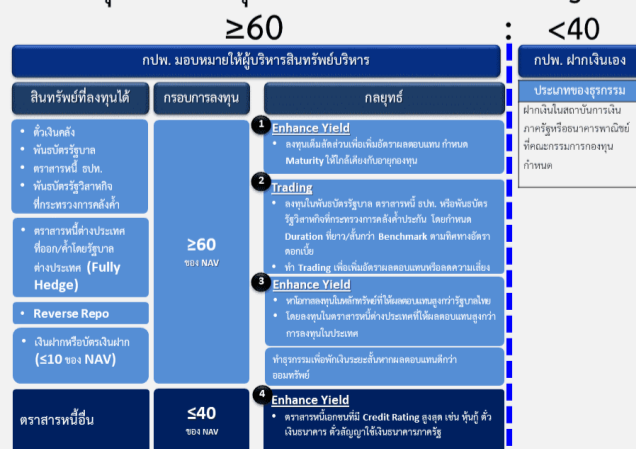 ≥60 : <40
กปพ. มอบหมายให้ผู้บริหารสินทรัพย์บริหาร
กปพ. ฝากเงินเอง
สินทรัพย์ที่ลงทุนได้
กรอบการลงทุน
กลยุทธ์
ประเภทของธุรกรรม
ฝากเงินในสถาบันการเงิน
ภาครัฐหรือธนาคารพาณิชย์
ที่คณะกรรมการกองทุน
กำหนด
• ตั๋วเงินคลัง
• พันธบัตรรัฐบาล
• ตราสารหนี้ ธปท.
• พันธบัตรรัฐวิสาหกิจ
ที่กระทรวงการคลังค้ำ
• ตราสารหนี้ต่างประเทศ
ที่ออก/ค้ำโดยรัฐบาล
ต่างประเทศ (Fully
Hedge)
• Reverse Repo
• เงินฝากหรือบัตรเงินฝาก
(≤10 ของ NAV)
≥60
ของ NAV
1
Enhance Yield
• ลงทุนเต็มสัดส่วนเพื่อเพิ่มอัตราผลตอบแทน กำหนด
Maturity ให้ใกล้เคียงกับอายุกองทุน
2
Trading
• ลงทุนในพันธบัตรรัฐบาล ตราสารหนี้ ธปท. หรือพันธบัตร
รัฐวิสาหกิจที่กระทรวงการคลังค้ำประกัน โดยกำหนด
Duration ที่ยาว/สั้นกว่า Benchmark ตามทิศทางอัตรา
ดอกเบี้ย
• ทำ Trading เพื่อเพิ่มอัตราผลตอบแทนหรือลดความเสี่ยง
3
Enhance Yield
• หาโอกาสลงทุนในหลักทรัพย์ที่ให้ผลตอบแทนสูงกว่ารัฐบาลไทย
• โดยลงทุนในตราสารหนี้ต่างประเทศที่ให้ผลตอบแทนสูงกว่า
การลงทุนในประเทศ
ทำธุรกรรมเพื่อพักเงินระยะสั้นหากผลตอบแทนดีกว่า
ออมทรัพย์
ตราสารหนี้อื่น
≤40
ของ NAV
4
Enhance Yield
• ตราสารหนี้เอกชนที่มี Credit Rating สูงสุด เช่น หุ้นกู้ ตั๋ว
เงินธนาคาร ตั๋วสัญญาใช้เงินธนาคารภาครัฐ